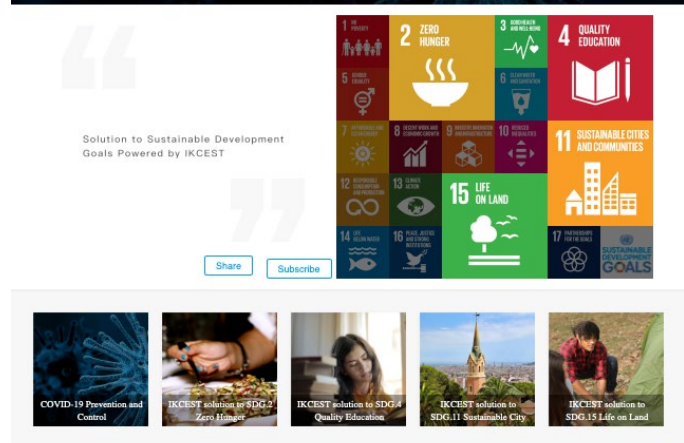 Solution to Sustainable Development
Goals Powered by IKCEST
Share
Subscribe
1 NO
POVERTY
2 ZERO
HUNGER
3 GOOD HEALTH
AND WELL-BEING
4 QUALITY
EDUCATION
5 GENDER
EQUALITY
6 CLEAN WATER
AND SANITATION
7 AFFORDABLE AND
CLEAN ENERGY
8 DECENT WORK AND
ECONOMIC GROWTH
9 INDUSTRY, INNOVATION
AND INFRASTRUCTURE
10 REDUCED
INEQUALITIES
11 SUSTAINABLE CITIES
AND COMMUNITIES
12 RESPONSIBLE
CONSUMPTION
AND PRODUCTION
13 CLIMATE
ACTION
14 LIFE
BELOW WATER
15 LIFE
ON LAND
16 PEACE, JUSTICE
AND STRONG
INSTITUTIONS
17 PARTNERSHIPS
FOR THE GOALS
SUSTAINABLE
DEVELOPMENT
GOALS
COVID-19 Prevention and
Control
IKCEST solution to SDG.2
Zero Hunger
IKCEST solution to SDG.4
Quality Education
IKCEST solution to
SDG.11 Sustainable City
IKCEST solution to
SDG.15 Life on Land